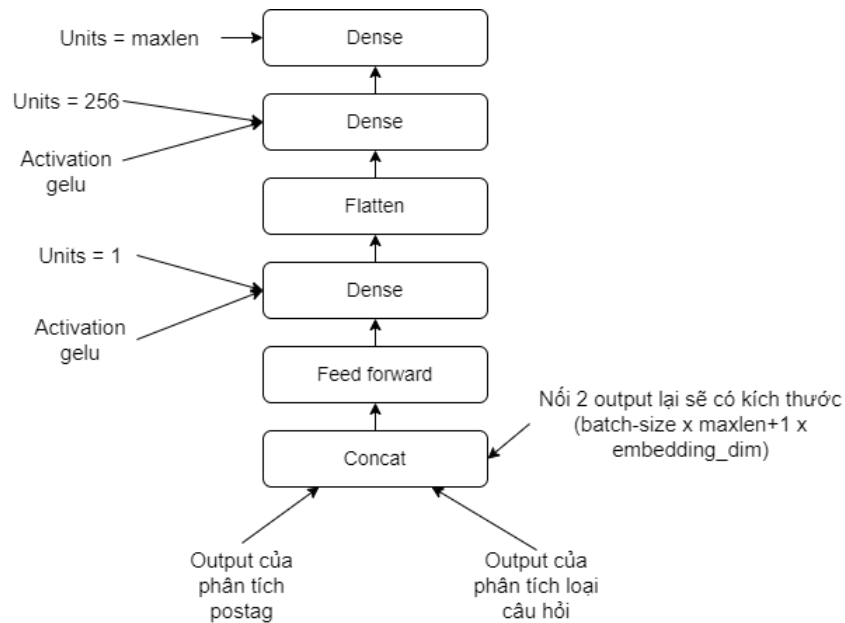 Units = maxlen
Dense
Units = 256
Dense
Activation
gelu
Flatten
Units = 1
Dense
Activation
gelu
Feed forward
Nối 2 output lại sẽ có kích thước
(batch-size x maxlen+1 x
embedding_dim)
Concat
Output của
phân tích
postag
Output của
phân tích loại
câu hỏi